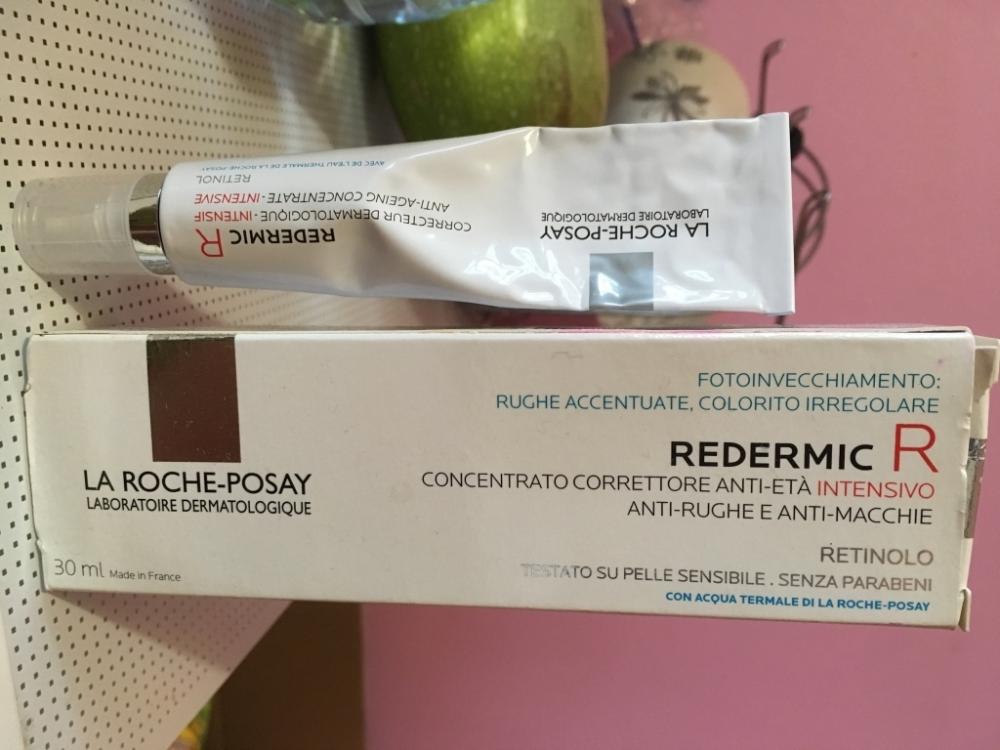 LA ROCHE-POSAY
LABORATOIRE DERMATOLOGIQUE
REDERMIC R
CORRECTEUR DERMATOLOGIQUE - INTENSIF
ANTI-AGEING CONCENTRATE - INTENSIVE
RETINOL
AVEC DE L'EAU THERMALE DE LA ROCHE-POSAY
LA ROCHE-POSAY
LABORATOIRE DERMATOLOGIQUE
30 ml Made in France
FOTOINVECCHIAMENTO:
RUGHE ACCENTUATE, COLORITO IRREGOLARE
REDERMIC R
CONCENTRATO CORRETTORE ANTI-ETÀ INTENSIVO
ANTI-RUGHE E ANTI-MACCHIE
RETINOLO
TESTATO SU PELLE SENSIBILE . SENZA PARABENI
CON ACQUA TERMALE DI LA ROCHE-POSAY